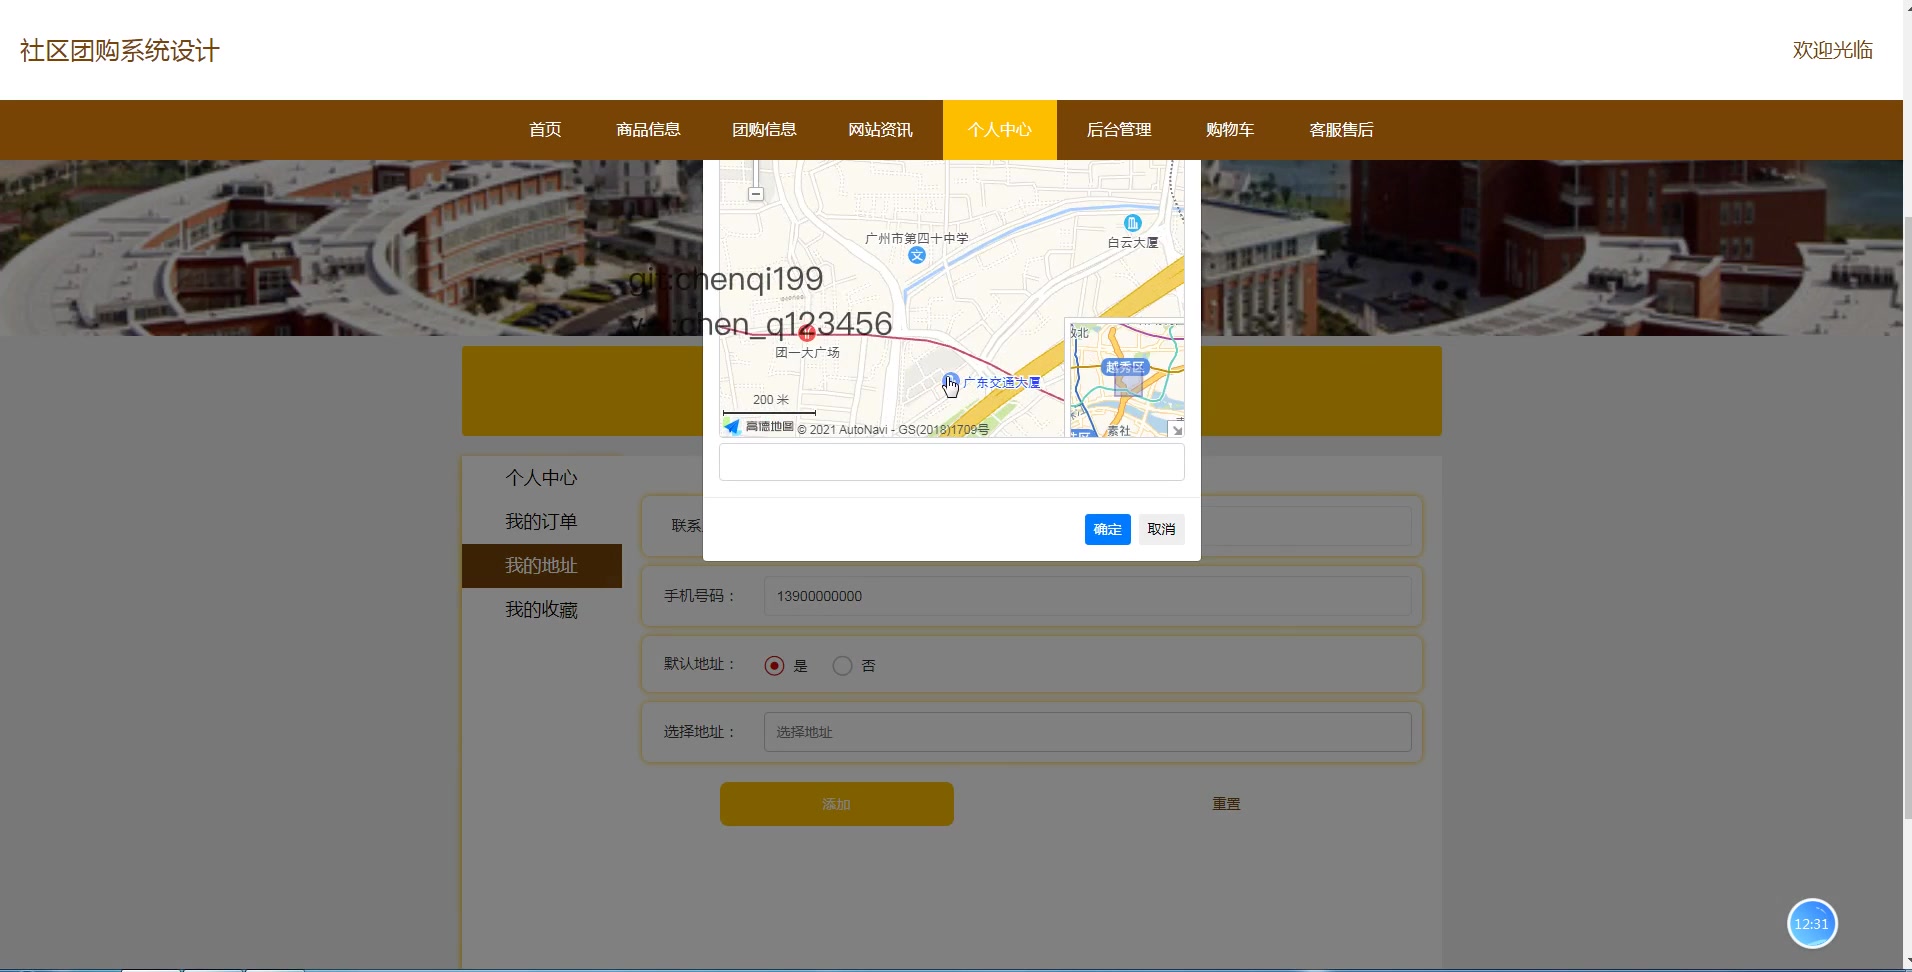 社区团购系统设计
欢迎光临
首页 商品信息 团购信息 网站资讯 个人中心 后台管理 购物车 客服售后
广州市第四十中学
文
白云大厦
git:chenqi199
chen_q123456
团一大广场
越秀区
广东交通大厦
200 米
高德地图 © 2021 AutoNavi - GS(2018)1709号
素社
确定 取消
个人中心
我的订单
我的地址
我的收藏
联系
手机号码： 13900000000
默认地址： 是 否
选择地址： 选择地址
添加 重置
12:31